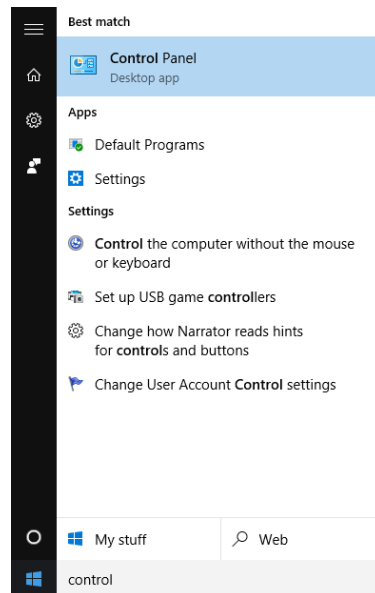 Best match
Control Panel
Desktop app
Apps
Default Programs
Settings
Settings
Control the computer without the mouse
or keyboard
Set up USB game controllers
Change how Narrator reads hints
for controls and buttons
Change User Account Control settings
My stuff
Web
control